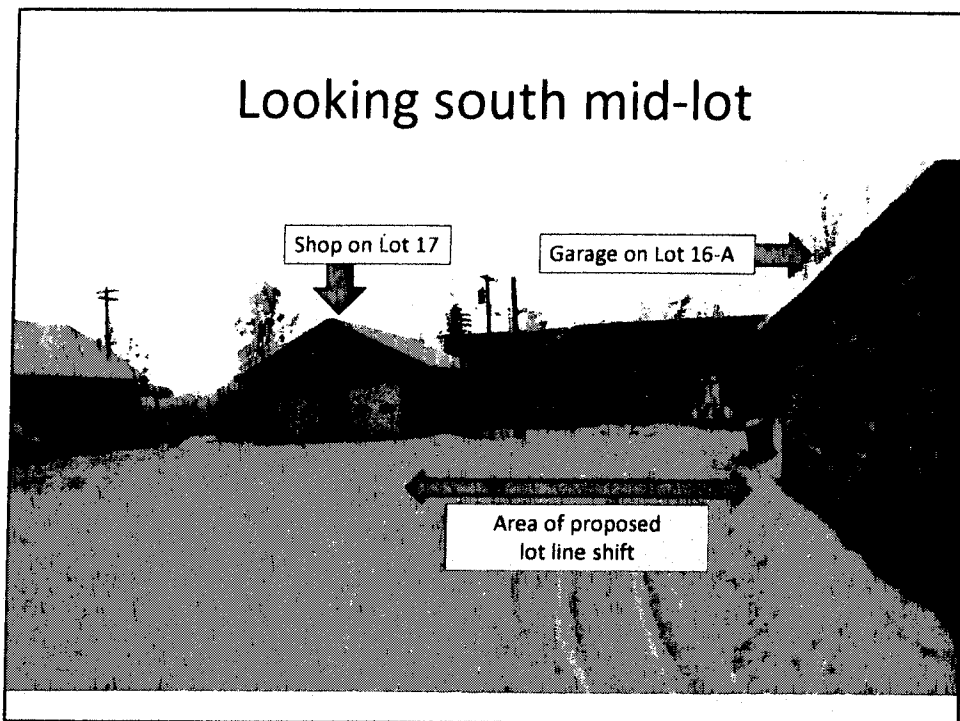 Looking south mid-lot
Shop on Lot 17
Garage on Lot 16-A
Area of proposed
lot line shift